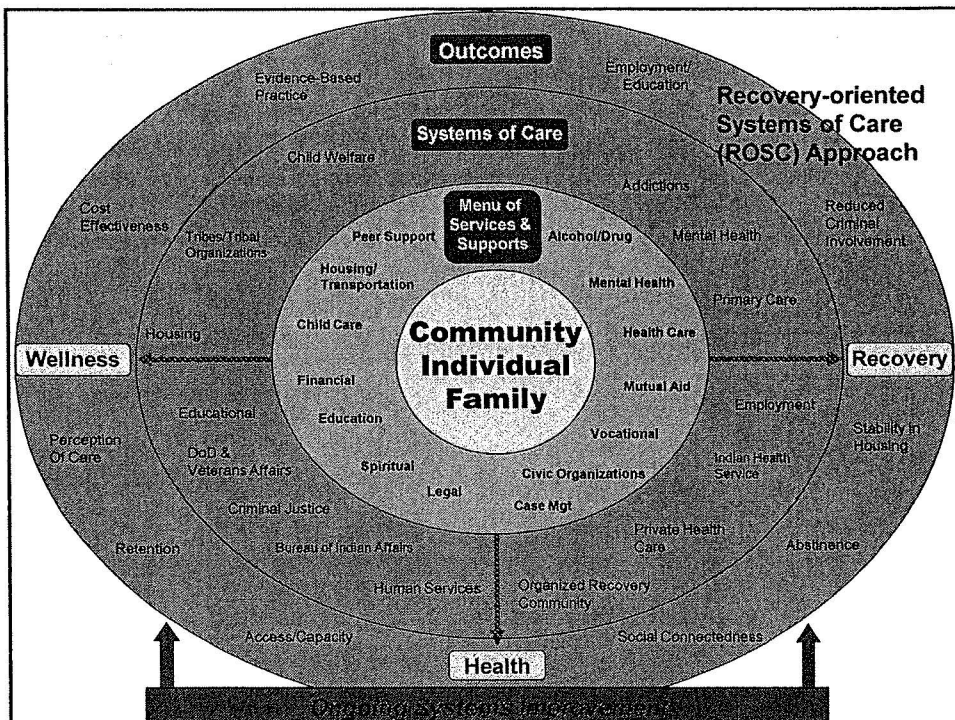 Outcomes
Evidence-Based
Practice
Employment/
Education
Recovery-oriented
Systems of Care
(ROSC) Approach
Systems of Care
Child Welfare
Addictions
Cost
Effectiveness
Tribes/Tribal
Organizations
Mental Health
Reduced
Criminal
Involvement
Menu of
Services &
Supports
Peer Support
Alcohol/Drug
Housing/
Transportation
Mental Health
Child Care
Health Care
Primary Care
Housing
Community
Individual
Family
Wellness
Recovery
Financial
Mutual Aid
Educational
Education
Employment
Perception
Of Care
Vocational
Stability in
Housing
DoD &
Veterans Affairs
Spiritual
Civic Organizations
Indian Health
Service
Legal
Case Mgt
Criminal Justice
Private Health
Care
Retention
Bureau of Indian Affairs
Abstinence
Human Services
Organized Recovery
Community
Access/Capacity
Social Connectedness
Health
Ongoing Systems Improvement